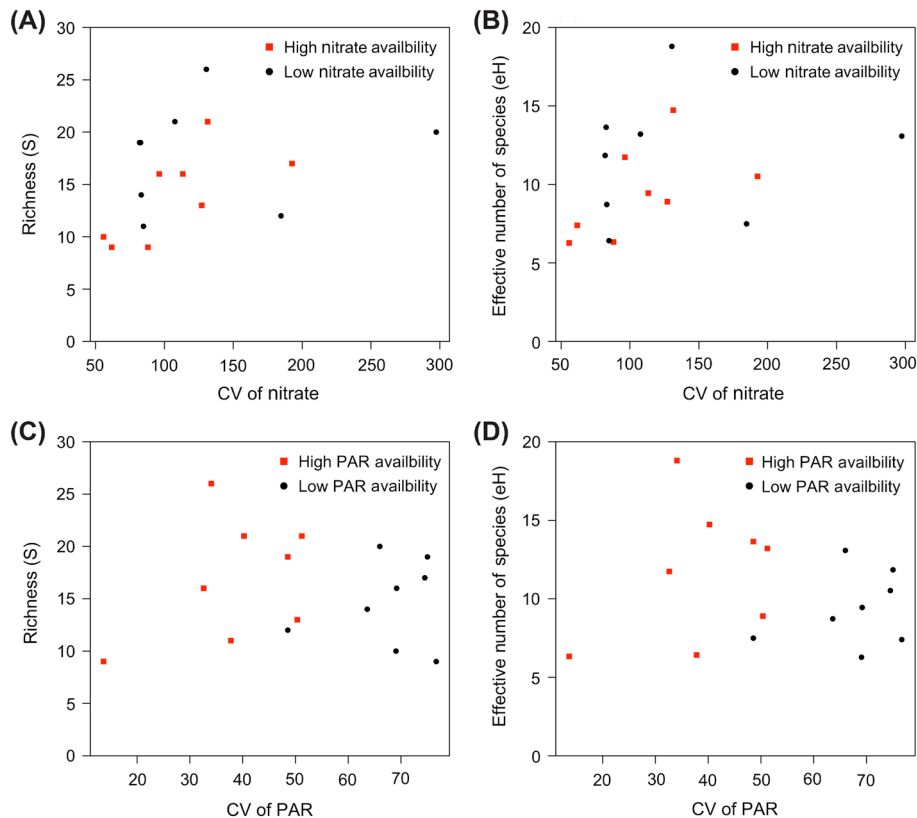 (A)
30
25
20
15
10
5
0
Richness (S)
High nitrate availbility
Low nitrate availbility
50 100 150 200 250 300
CV of nitrate
(B)
20
15
10
5
0
Effective number of species (eH)
High nitrate availbility
Low nitrate availbility
50 100 150 200 250 300
CV of nitrate
(C)
30
25
20
15
10
5
0
Richness (S)
High PAR availbility
Low PAR availbility
20 30 40 50 60 70
CV of PAR
(D)
20
15
10
5
0
Effective number of species (eH)
High PAR availbility
Low PAR availbility
20 30 40 50 60 70
CV of PAR